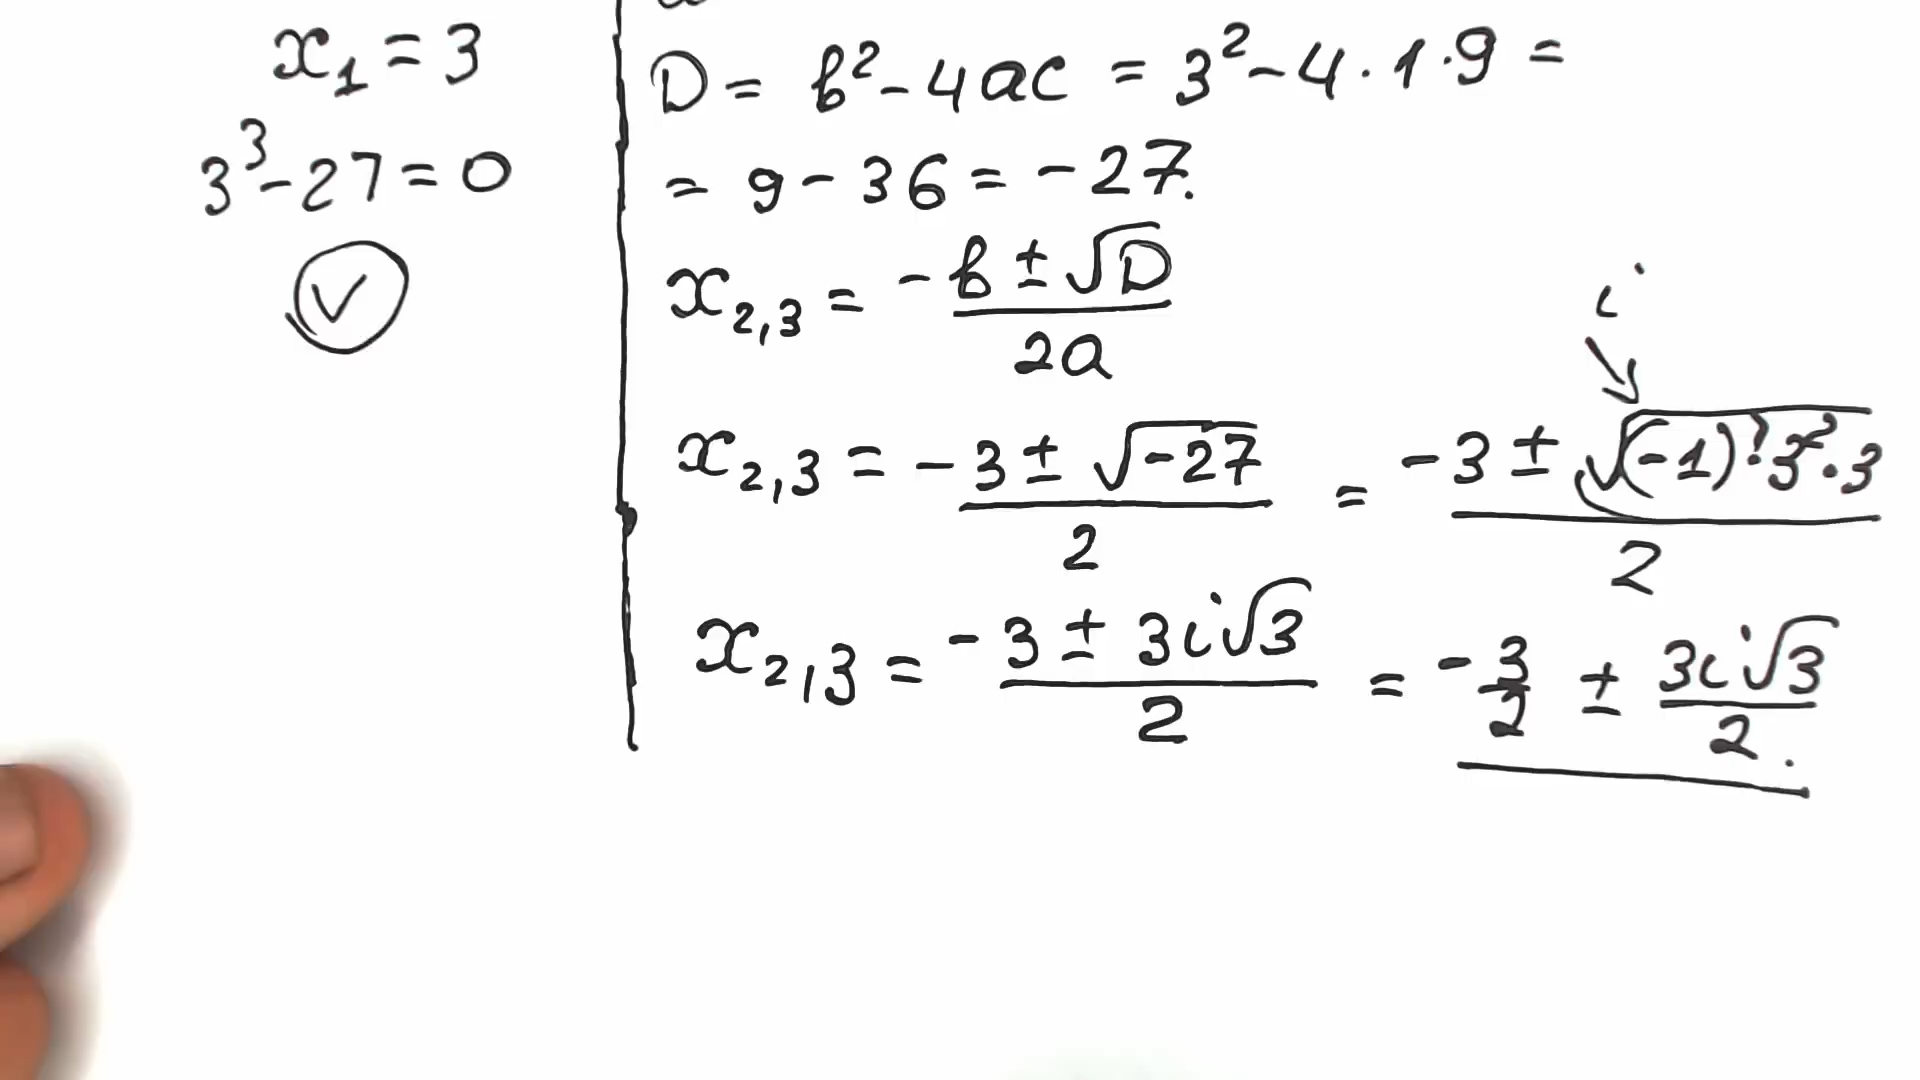 x₁ = 3
3³ - 27 = 0
✓
D = b² - 4ac = 3² - 4 · 1 · 9 =
= 9 - 36 = -27.
x₂,₃ = (-b ± √D) / 2a
i
x₂,₃ = (-3 ± √-27) / 2 = (-3 ± √(-1) · 3² · 3) / 2
x₂,₃ = (-3 ± 3i√3) / 2 = -3/2 ± 3i√3 / 2.